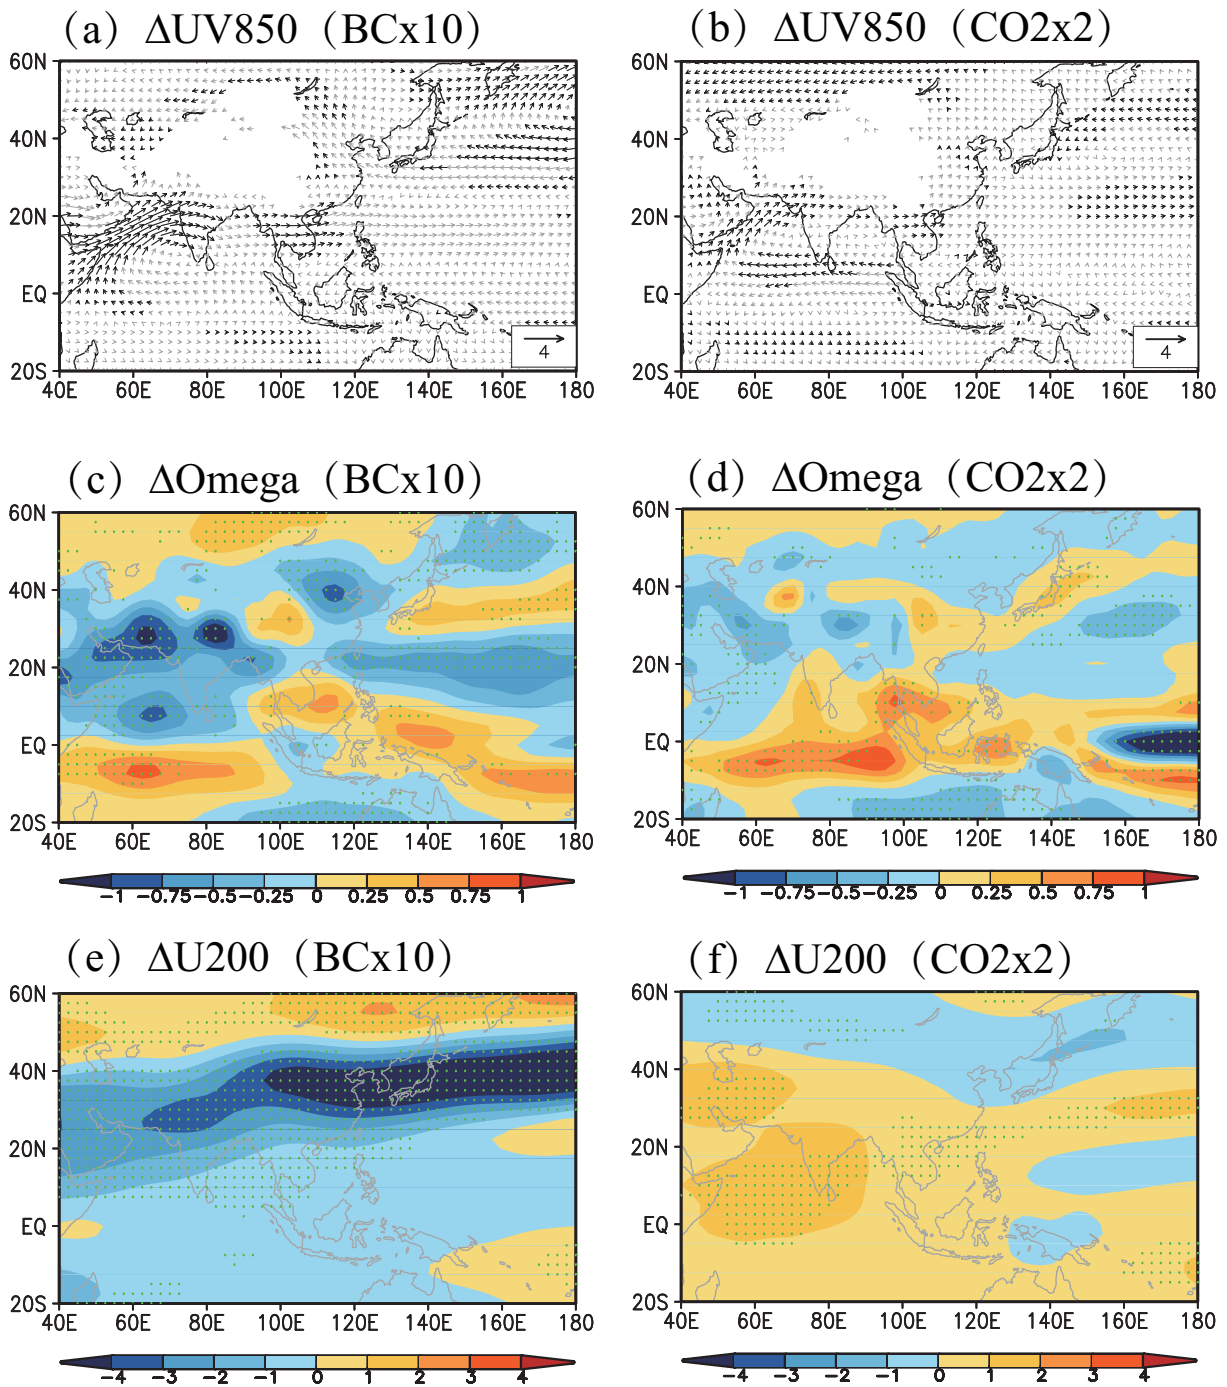 (a) ΔUV850 (BCx10)
(b) ΔUV850 (CO2x2)
60N
40N
20N
EQ
20S
4
40E 60E 80E 100E 120E 140E 160E 180
60N
40N
20N
EQ
20S
4
40E 60E 80E 100E 120E 140E 160E 180
(c) ΔOmega (BCx10)
(d) ΔOmega (CO2x2)
60N
40N
20N
EQ
20S
40E 60E 80E 100E 120E 140E 160E 180
-1 -0.75 -0.5 -0.25 0 0.25 0.5 0.75 1
60N
40N
20N
EQ
20S
40E 60E 80E 100E 120E 140E 160E 180
-1 -0.75 -0.5 -0.25 0 0.25 0.5 0.75 1
(e) ΔU200 (BCx10)
(f) ΔU200 (CO2x2)
60N
40N
20N
EQ
20S
40E 60E 80E 100E 120E 140E 160E 180
-4 -3 -2 -1 0 1 2 3 4
60N
40N
20N
EQ
20S
40E 60E 80E 100E 120E 140E 160E 180
-4 -3 -2 -1 0 1 2 3 4